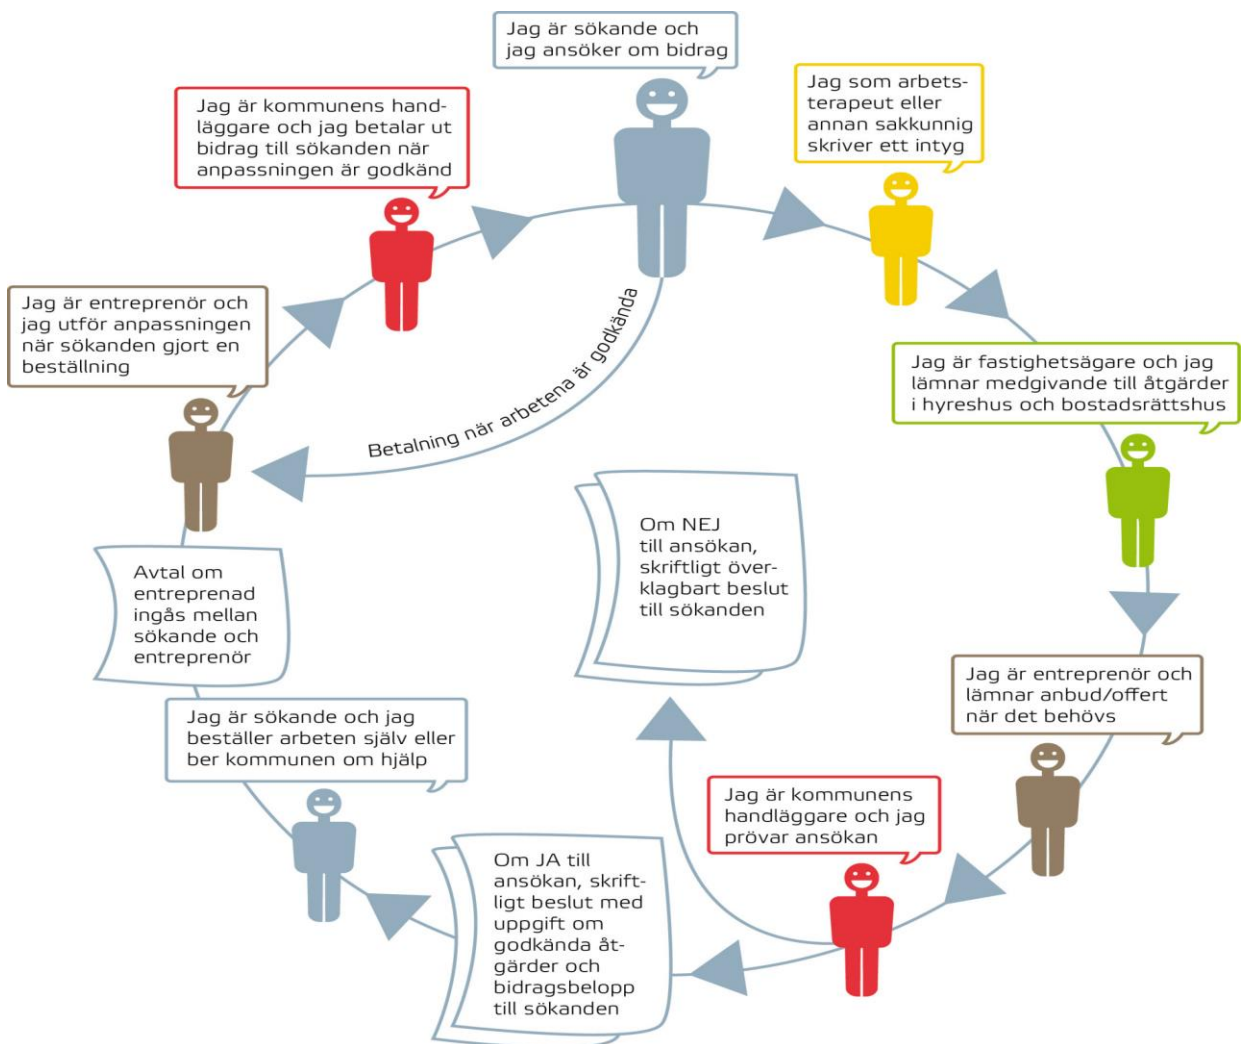 Jag är sökande och
jag ansöker om bidrag
Jag som arbets-
terapeut eller
annan sakkunnig
skriver ett intyg
Jag är fastighetsägare och jag
lämnar medgivande till åtgärder
i hyreshus och bostadsrättshus
Jag är entreprenör och
lämnar anbud/offert
när det behövs
Jag är kommunens
handläggare och jag
prövar ansökan
Om NEJ
till ansökan,
skriftligt över-
klagbart beslut
till sökanden
Om JA till
ansökan, skrift-
ligt beslut med
uppgift om
godkända åt-
gärder och
bidragsbelopp
till sökanden
Jag är sökande och jag
beställer arbeten själv eller
ber kommunen om hjälp
Avtal om
entreprenad
ingås mellan
sökande och
entreprenör
Jag är entreprenör och
jag utför anpassningen
när sökanden gjort en
beställning
Jag är kommunens hand-
läggare och jag betalar ut
bidrag till sökanden när
anpassningen är godkänd
Betalning när arbetena är godkända